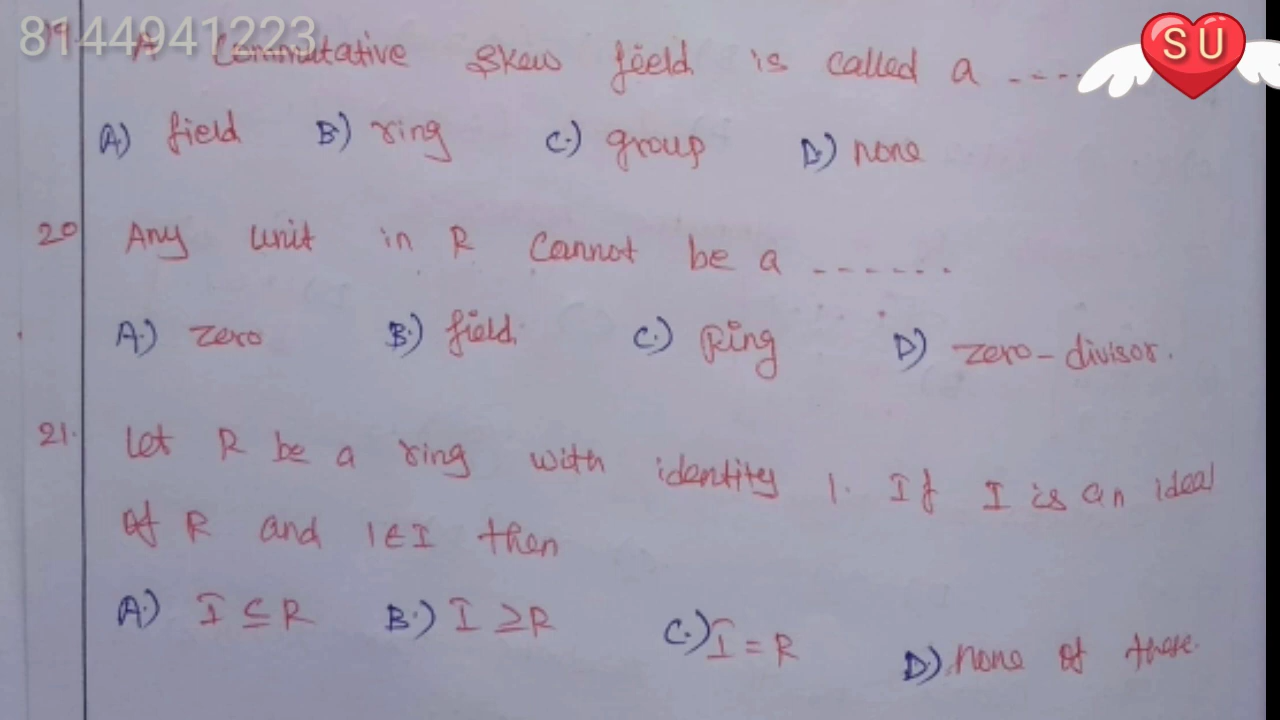 8144941223
SU
19. A Commutative Skew field is called a ----
A) field B) ring C.) group D) none
20 Any unit in R Cannot be a ------
A.) zero B.) field. C.) Ring D) zero-divisor.
21. Let R be a ring with identity 1. If I is an ideal
of R and 1∈I then
A.) I ⊆ R B.) I ⊇ R C.) I = R D.) none of these.